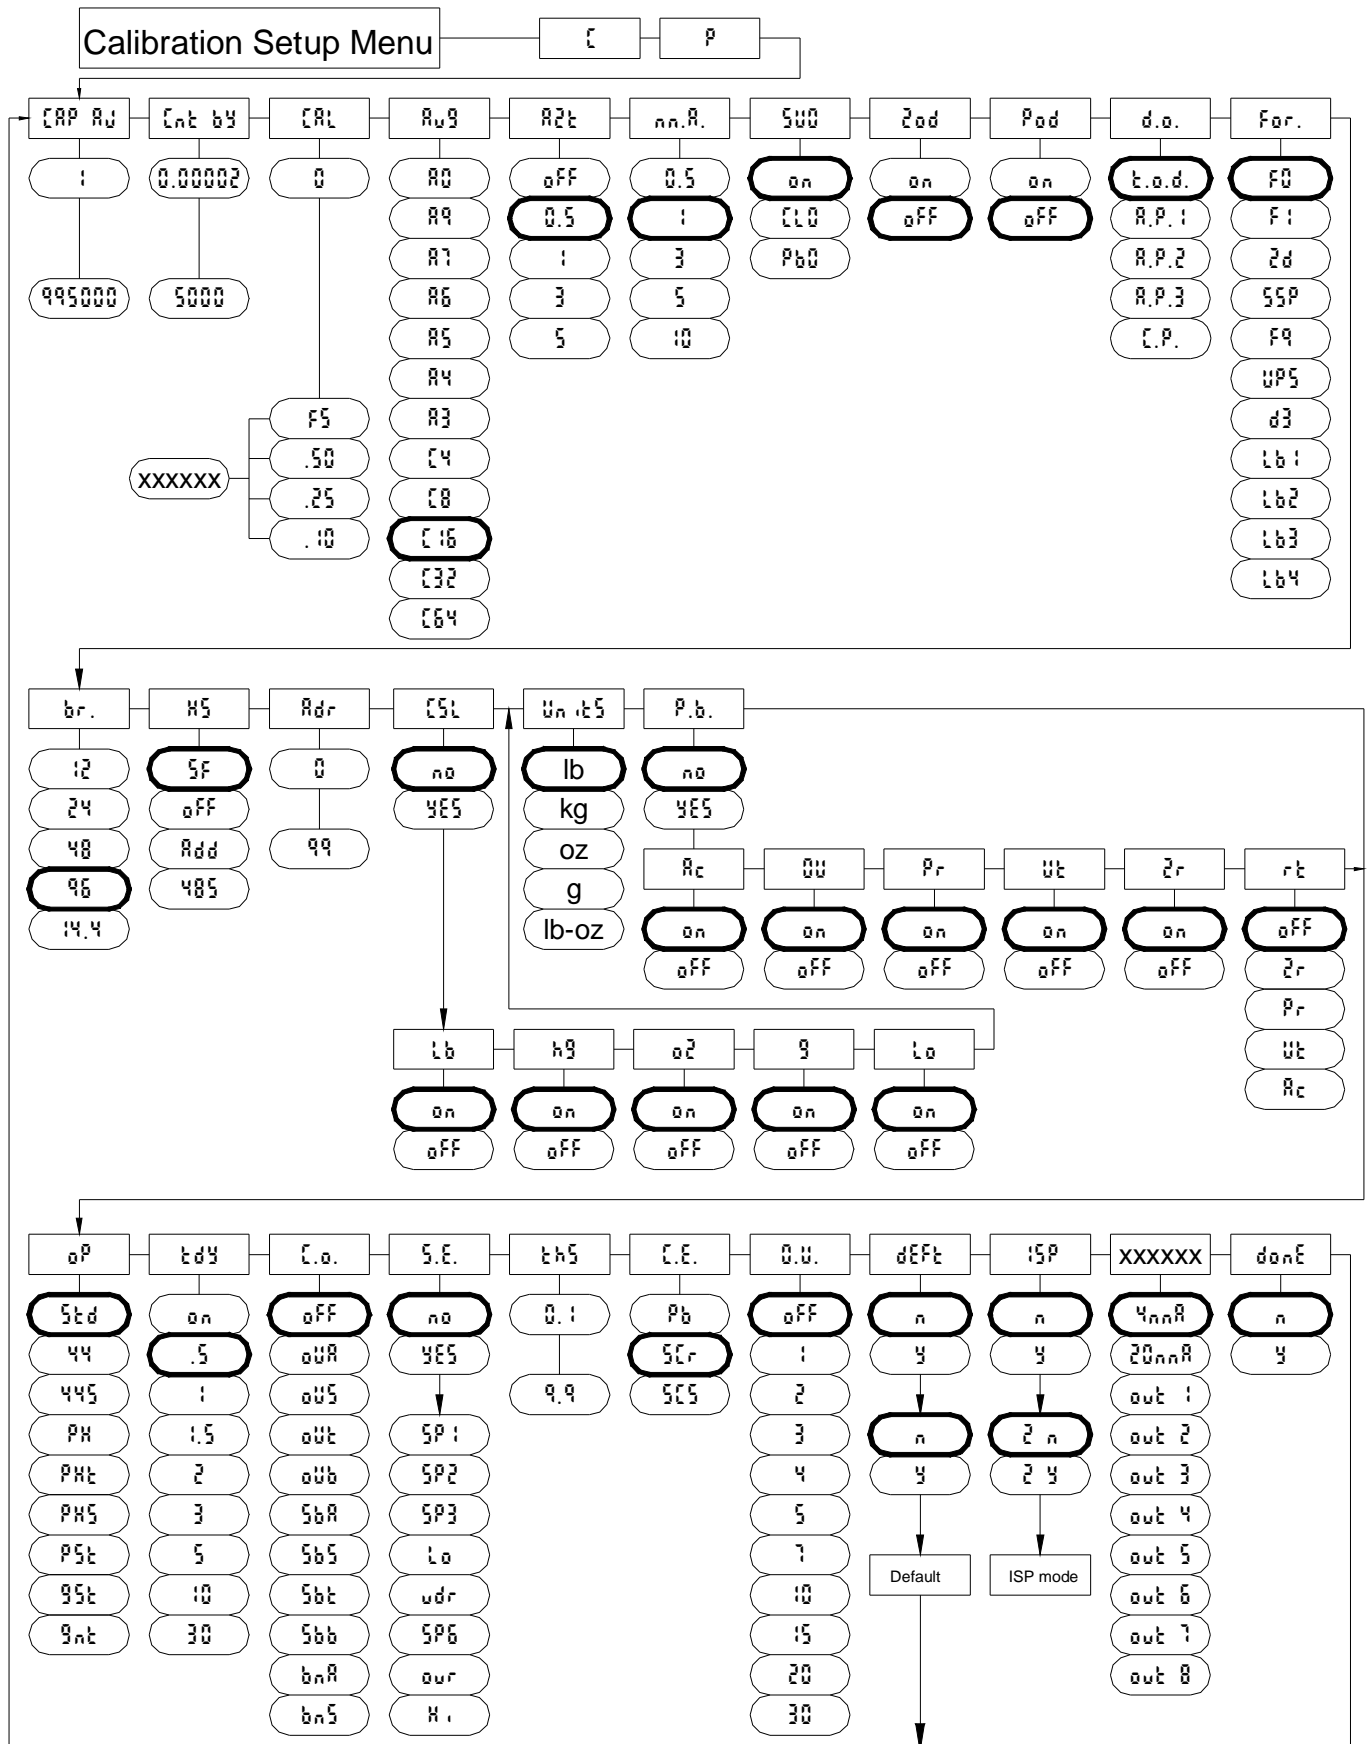 Calibration Setup Menu C P
CAP AJ Cnt bY CAL Aug A2t nn.A. SUO 2od Pod d.o. For.
1 0.00002 0 A0 oFF 0.5 on on on t.o.d. F0
A9 0.5 1 CLO oFF oFF A.P.1 F1
A7 1 3 Pb0 A.P.2 2d
995000 5000 A6 3 5 A.P.3 SSP
A5 5 10 C.P. F9
A4 UPS
FS A3 d3
.50 C4 Lb1
xxxxxx .25 C8 Lb2
.10 C16 Lb3
C32 Lb4
C64
br. HS Adr CSL UnitS P.b.
12 SF 0 no lb no
24 oFF YES kg YES
48 Add 99 oz
96 485 g
14.4 lb-oz
Ac OU Pr Ut 2r rt
on on on on on oFF
oFF oFF oFF oFF oFF 2r
Pr
Ut
Ac
Lb hg o2 g Lo
on on on on on
oFF oFF oFF oFF oFF
oP tdY C.o. S.E. thS C.E. O.U. dEFt ISP xxxxxx donE
Std on oFF no 0.1 Pb oFF n n 4nnA n
44 .5 oUA YES SCr 1 y y 20nnA y
445 1 oUS 9.9 SCS 2 out 1
PH 1.5 oUt SP1 3 n 2 n out 2
PHt 2 oUb SP2 4 y 2 y out 3
PHS 3 SbA SP3 5 out 4
PSt 5 SbS Lo 7 Default ISP mode out 5
9St 10 Sbt udr 10 out 6
9nt 30 Sbb SP6 15 out 7
bnA our 20 out 8
bnS Hi 30